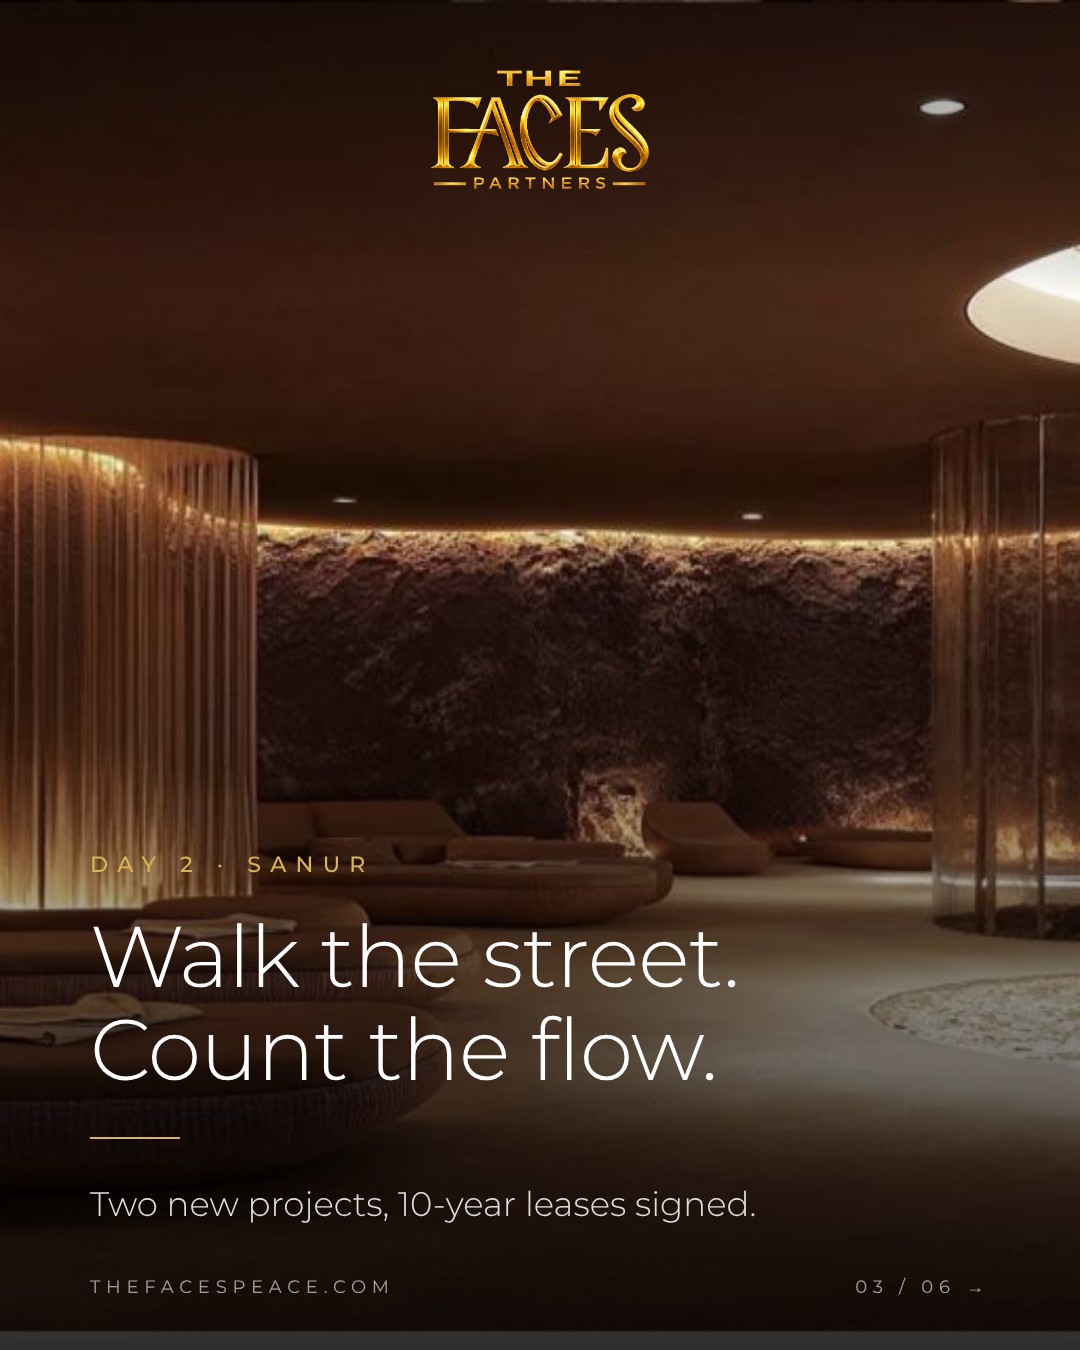 THE
FACES
PARTNERS
DAY 2 · SANUR
Walk the street.
Count the flow.
Two new projects, 10-year leases signed.
THEFACESPEACE.COM
03 / 06 →